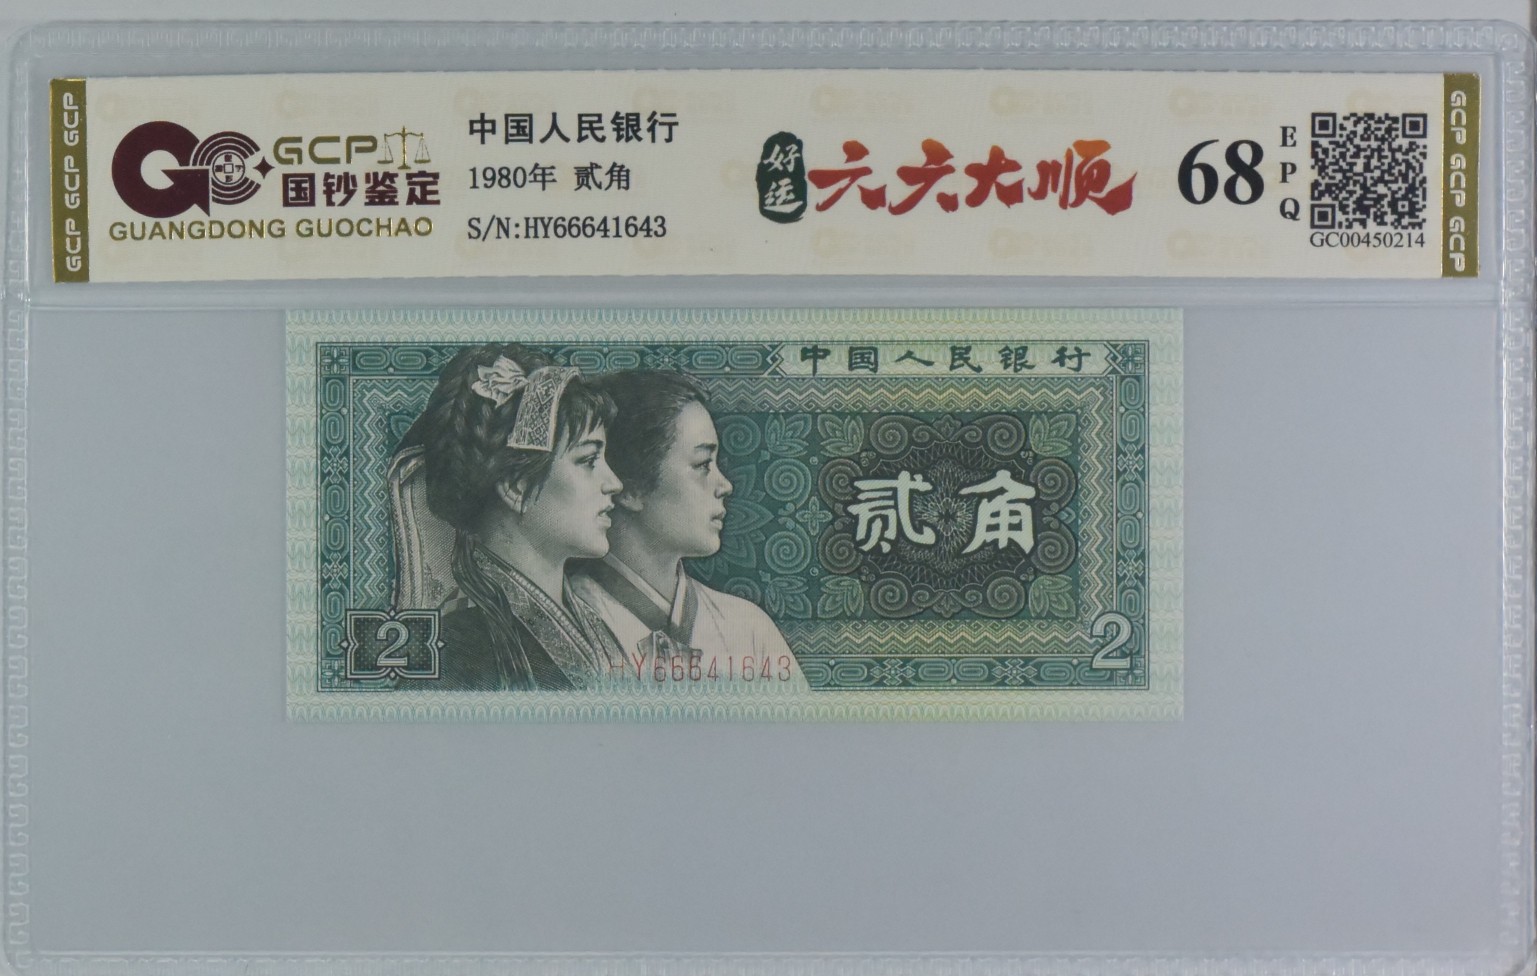 GCP GCP GCP
GCP
国钞鉴定
GUANGDONG GUOCHAO
中国人民银行
1980年 贰角
S/N:HY66641643
好运
六六大顺
68
EPQ
GC00450214
GCP GCP GCP
中国人民银行
贰角
2
2
HY66641643